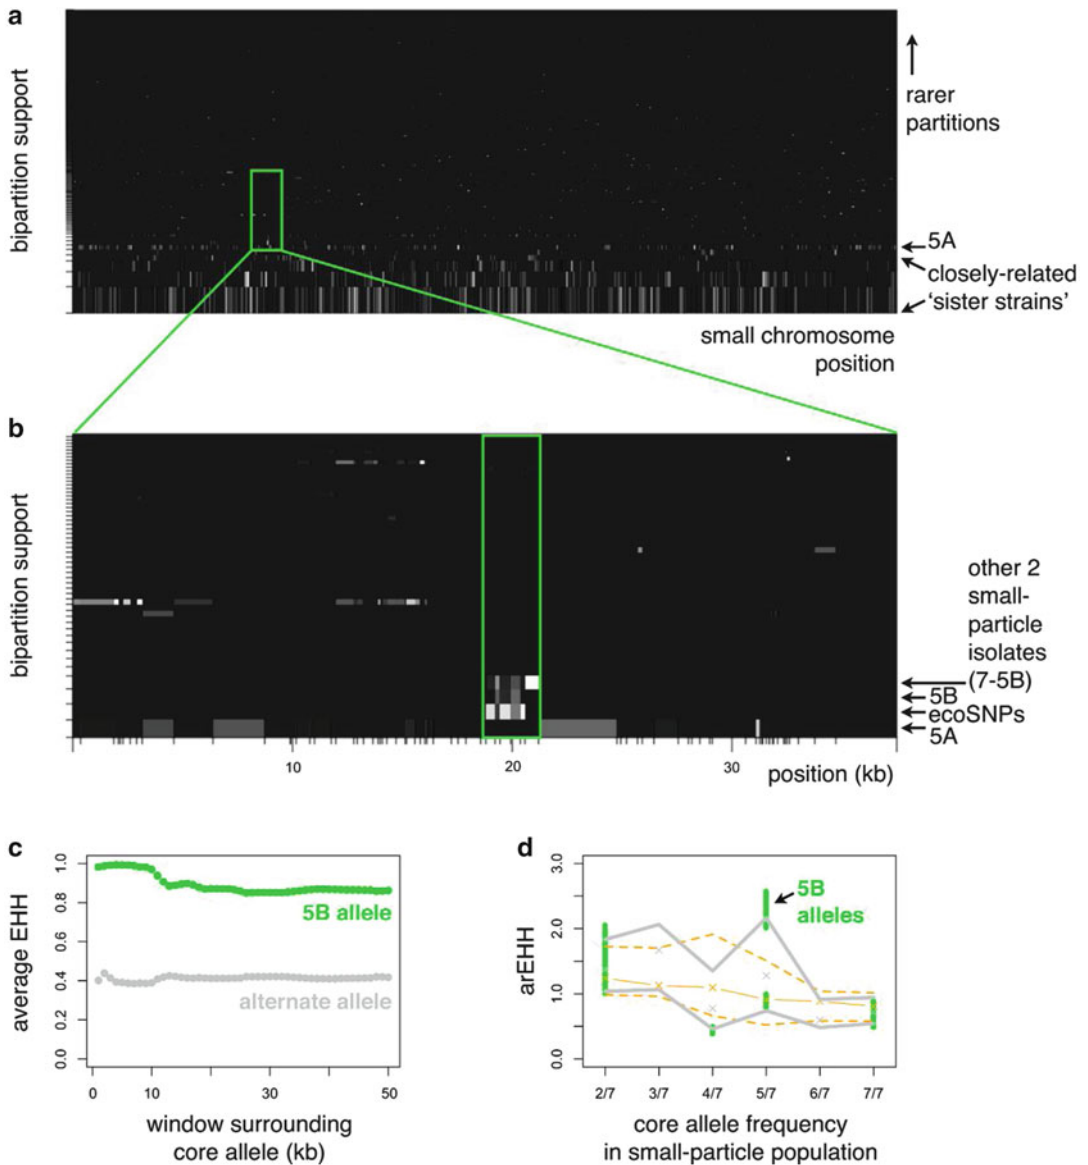 a
bipartition support
rarer
partitions
5A
closely-related
'sister strains'
small chromosome
position
b
bipartition support
other 2
small-
particle
isolates
(7-5B)
5B
ecoSNPs
5A
10
20
30
position (kb)
c
average EHH
1.0
0.8
0.6
0.4
0.2
0.0
5B allele
alternate allele
0
10
30
50
window surrounding
core allele (kb)
d
arEHH
3.0
2.0
1.0
0.0
5B
alleles
2/7
3/7
4/7
5/7
6/7
7/7
core allele frequency
in small-particle population